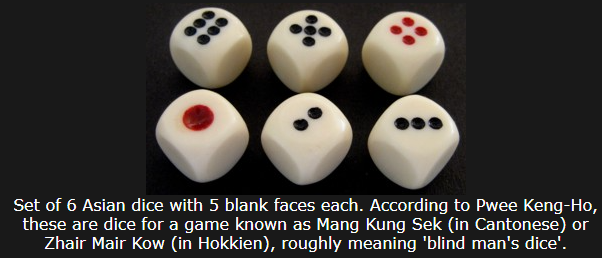 Set of 6 Asian dice with 5 blank faces each. According to Pwee Keng-Ho,
these are dice for a game known as Mang Kung Sek (in Cantonese) or
Zhair Mair Kow (in Hokkien), roughly meaning 'blind man's dice'.